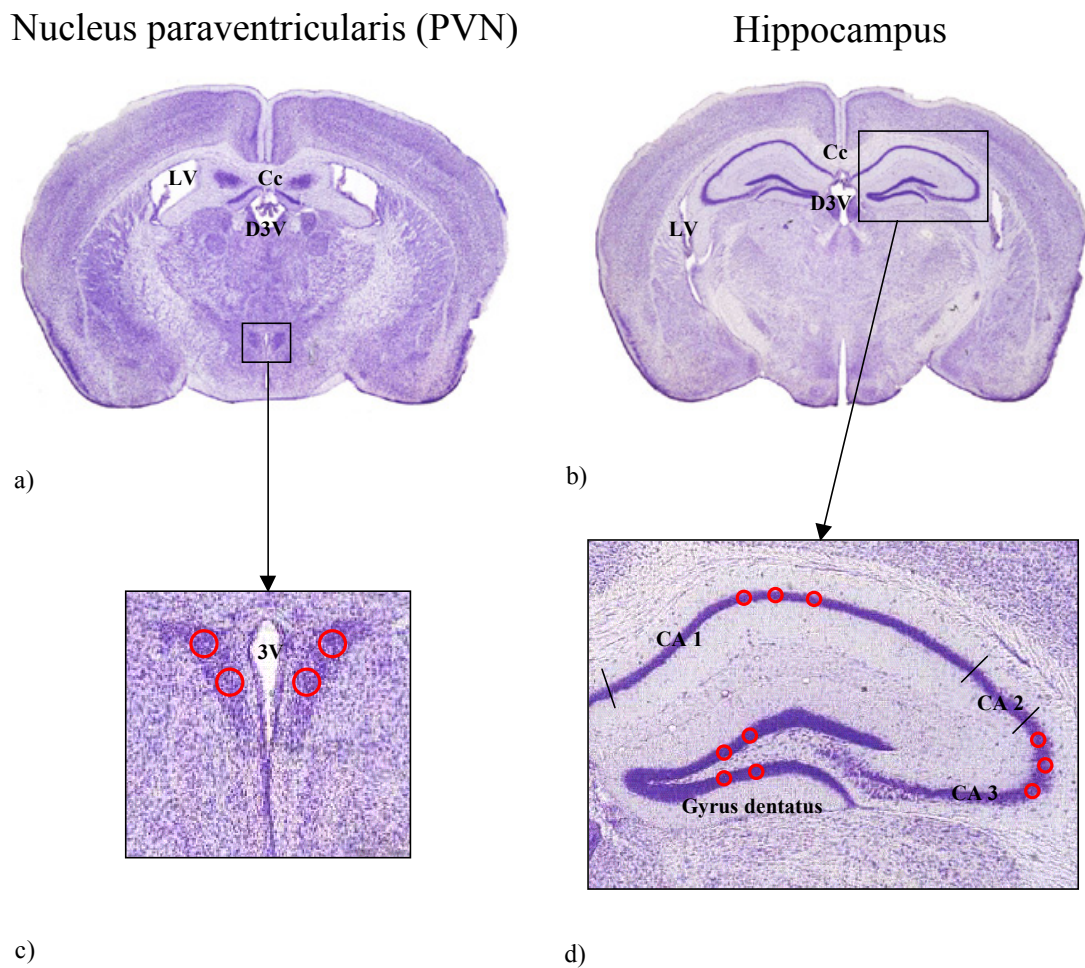 Nucleus paraventricularis (PVN)
Hippocampus
LV
Cc
D3V
Cc
D3V
LV
a)
b)
3V
CA 1
CA 2
CA 3
Gyrus dentatus
c)
d)